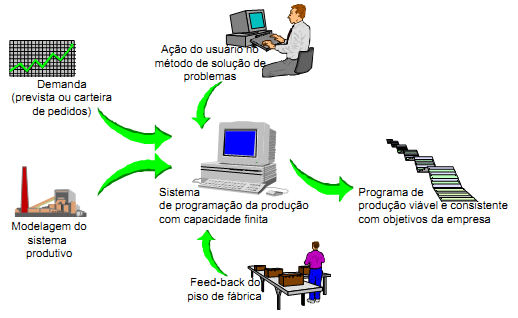 Ação do usuário no
método de solução de
problemas
Demanda
(prevista ou carteira
de pedidos)
Sistema
de programação da produção
com capacidade finita
Programa de
produção viável e consistente
com objetivos da empresa
Modelagem do
sistema
produtivo
Feed-back do
piso de fábrica